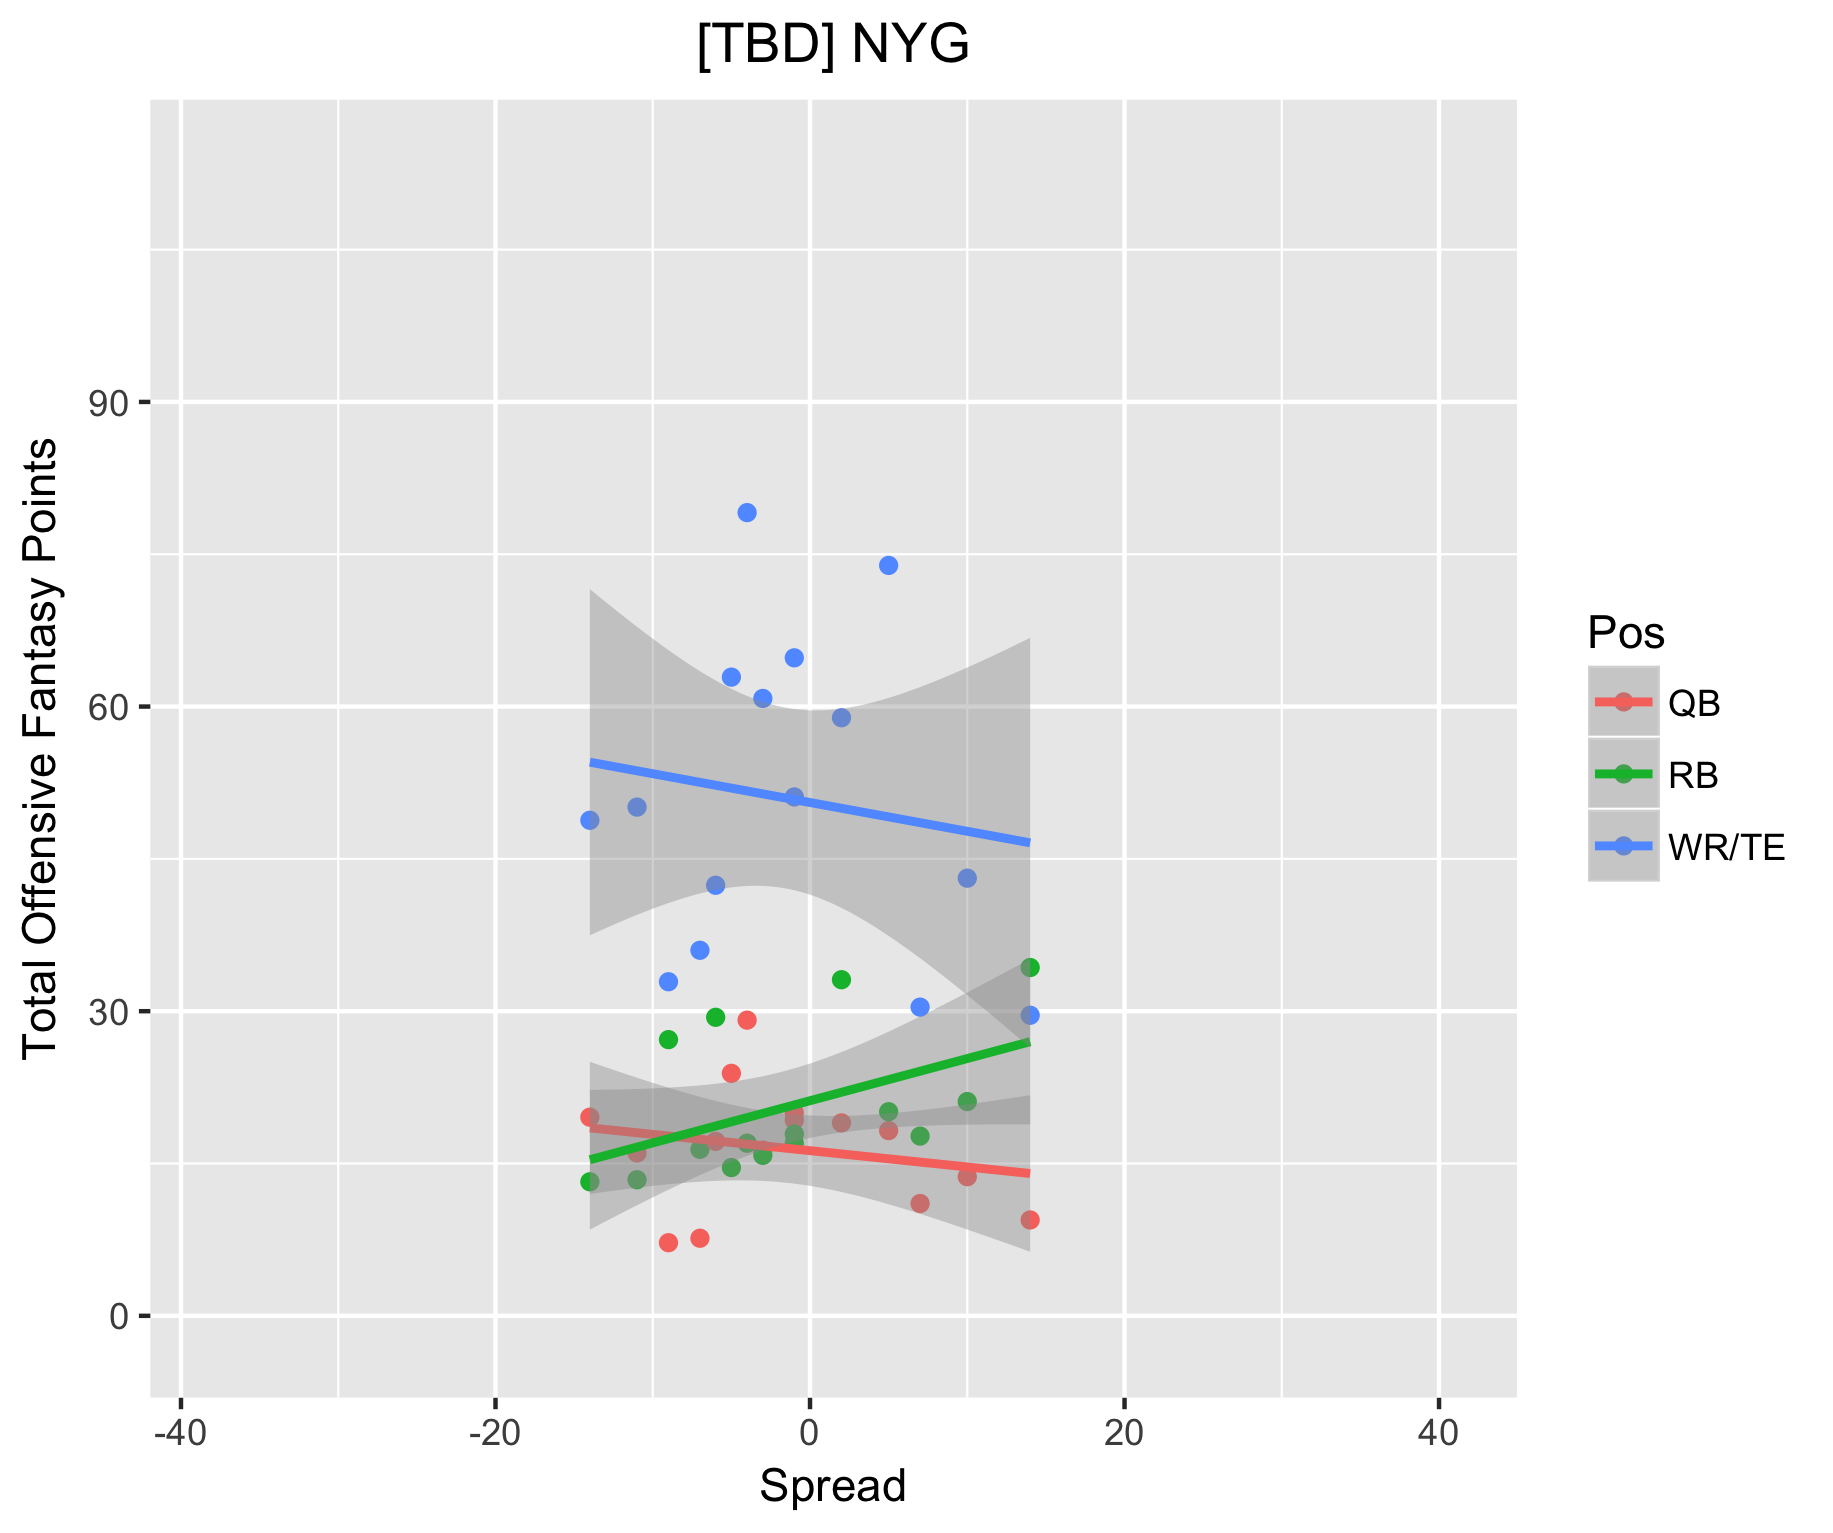 [TBD] NYG
Total Offensive Fantasy Points
90
60
30
0
-40
-20
0
20
40
Spread
Pos
QB
RB
WR/TE